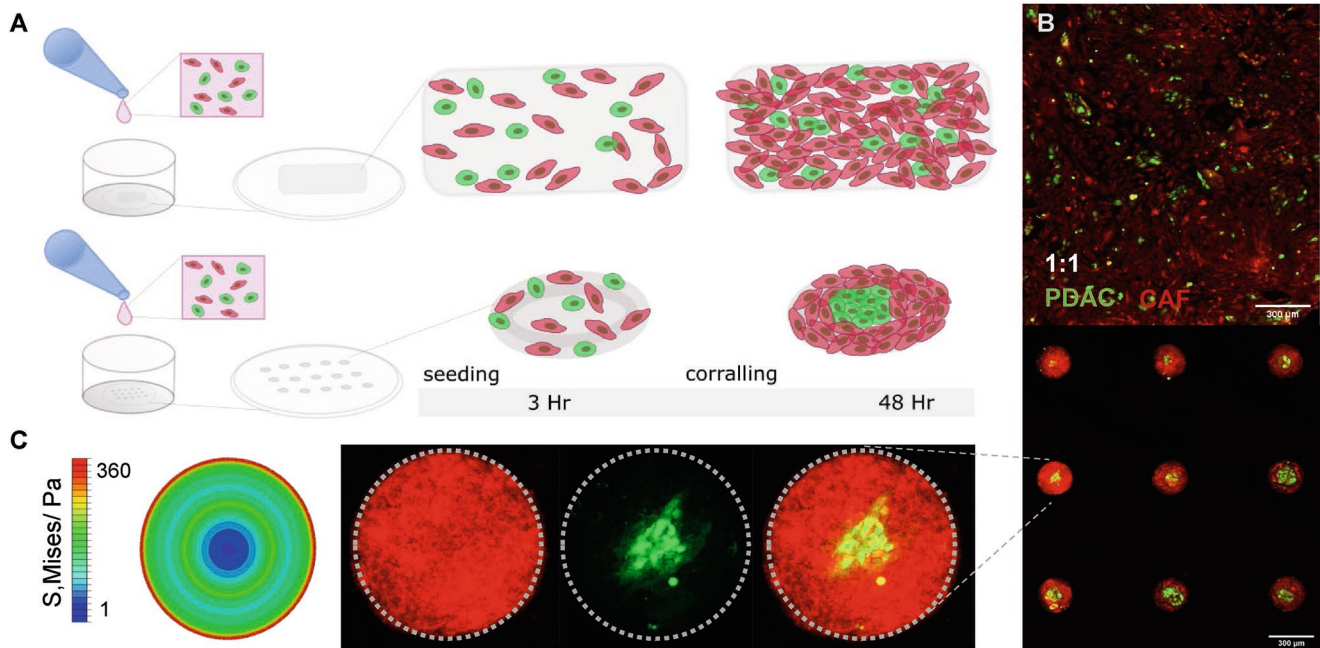 A
B
1:1
PDAC: CAF
300 µm
seeding
corralling
3 Hr
48 Hr
C
S,Mises/ Pa
360
1
300 µm